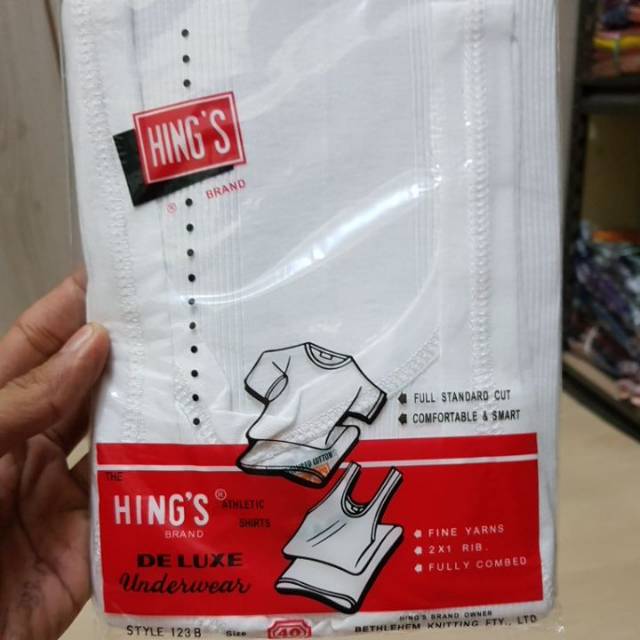 HING'S
® BRAND
FULL STANDARD CUT
COMFORTABLE & SMART
THE
HING'S® ATHLETIC
SHIRTS
BRAND
DE LUXE
Underwear
FINE YARNS
2X1 RIB.
FULLY COMBED
STYLE 123B Size 40
HING'S BRAND OWNER
BETHLEHEM KNITTING FTY., LTD